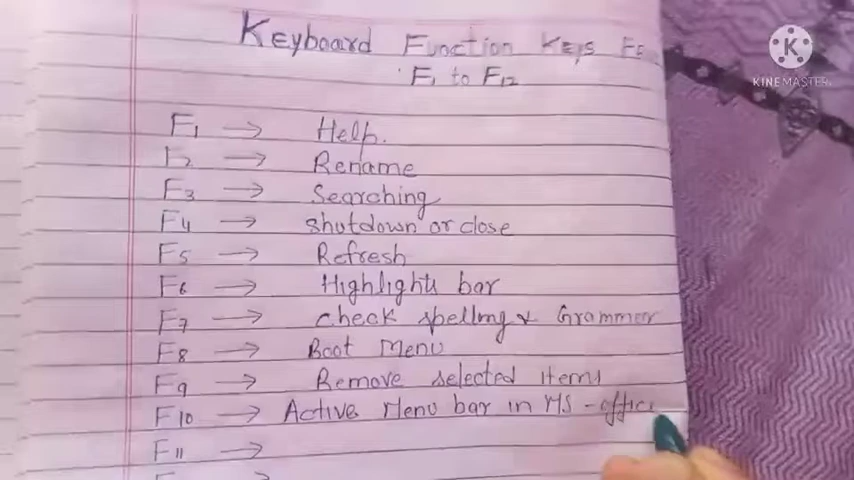 Keyboard Function Keys Fs
F1 to F12
F1 → Help.
F2 → Rename
F3 → Searching
F4 → shutdown or close
F5 → Refresh
F6 → Highlights bar
F7 → check spelling & Grammer
F8 → Boot Menu
F9 → Remove selected items
F10 → Active Menu bar in MS-office
F11 →
K
KINEMASTER